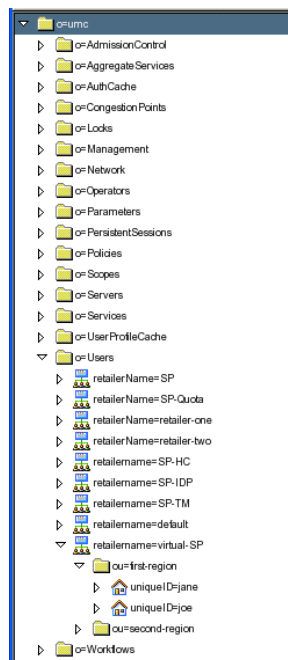 o=umc
o=AdmissionControl
o=AggregateServices
o=AuthCache
o=CongestionPoints
o=Locks
o=Management
o=Network
o=Operators
o=Parameters
o=PersistentSessions
o=Policies
o=Scopes
o=Servers
o=Services
o=UserProfileCache
o=Users
retailerName=SP
retailerName=SP-Quota
retailerName=retailer-one
retailerName=retailer-two
retailername=SP-HC
retailername=SP-IDP
retailername=SP-TM
retailername=default
retailername=virtual-SP
ou=first-region
uniqueID=jane
uniqueID=joe
ou=second-region
o=Workflows